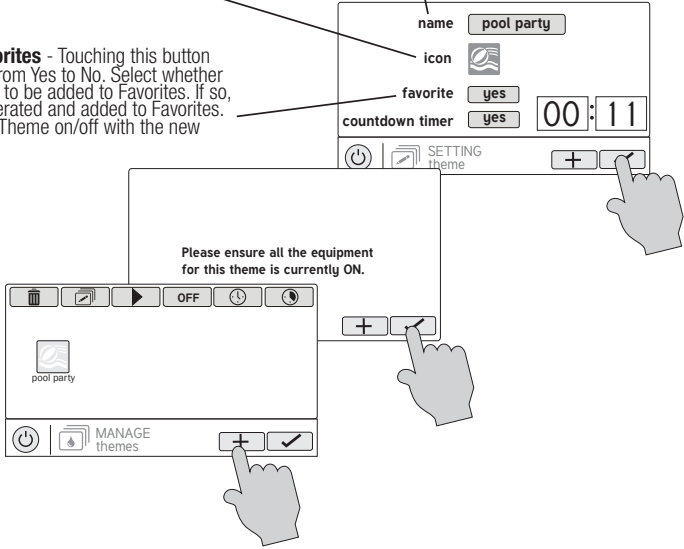 name pool party
icon
favorite yes
countdown timer yes 00:11
SETTING
theme
orites - Touching this button
rom Yes to No. Select whether
to be added to Favorites. If so,
erated and added to Favorites.
Theme on/off with the new
Please ensure all the equipment
for this theme is currently ON.
OFF
pool party
MANAGE
themes